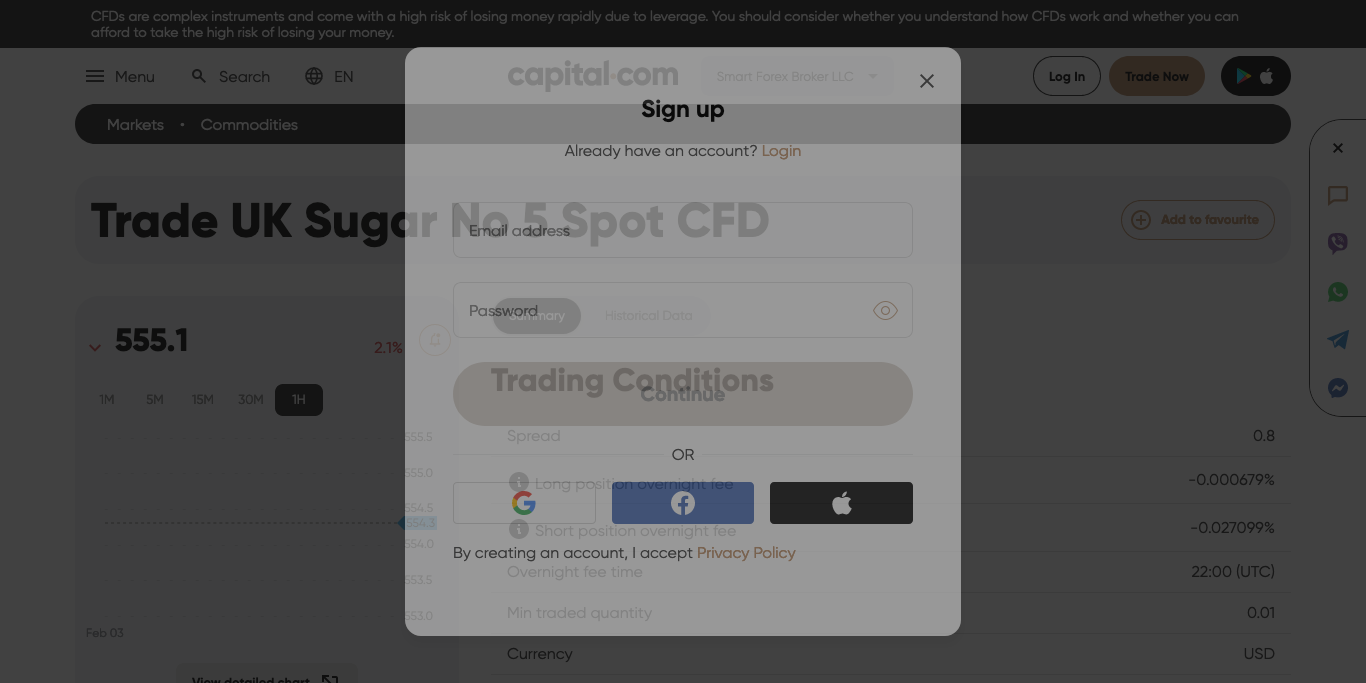 CFDs are complex instruments and come with a high risk of losing money rapidly due to leverage. You should consider whether you understand how CFDs work and whether you can
afford to take the high risk of losing your money.
Menu Search EN
capital.com
Smart Forex Broker LLC
Log In
Trade Now
Sign up
Markets • Commodities
Already have an account? Login
Trade UK Sugar No 5 Spot CFD
Add to favourite
Email address
Password
Summary
Historical Data
555.1
2.1%
Trading Conditions
Continue
1M 5M 15M 30M 1H
555.5
555.0
554.5
554.3
554.0
553.5
553.0
Feb 03
View detailed chart
Spread 0.8
OR
Long position overnight fee -0.000679%
Short position overnight fee -0.027099%
By creating an account, I accept Privacy Policy
Overnight fee time 22:00 (UTC)
Min traded quantity 0.01
Currency USD